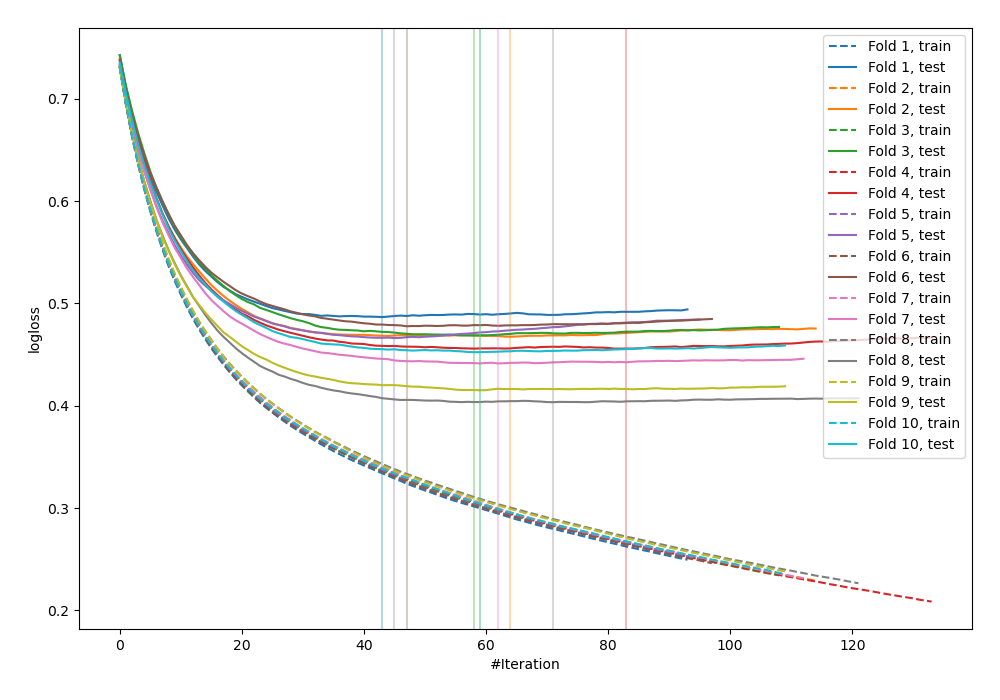 0.7
0.6
0.5
0.4
0.3
0.2
logloss
0
20
40
60
80
100
120
#Iteration
Fold 1, train
Fold 1, test
Fold 2, train
Fold 2, test
Fold 3, train
Fold 3, test
Fold 4, train
Fold 4, test
Fold 5, train
Fold 5, test
Fold 6, train
Fold 6, test
Fold 7, train
Fold 7, test
Fold 8, train
Fold 8, test
Fold 9, train
Fold 9, test
Fold 10, train
Fold 10, test